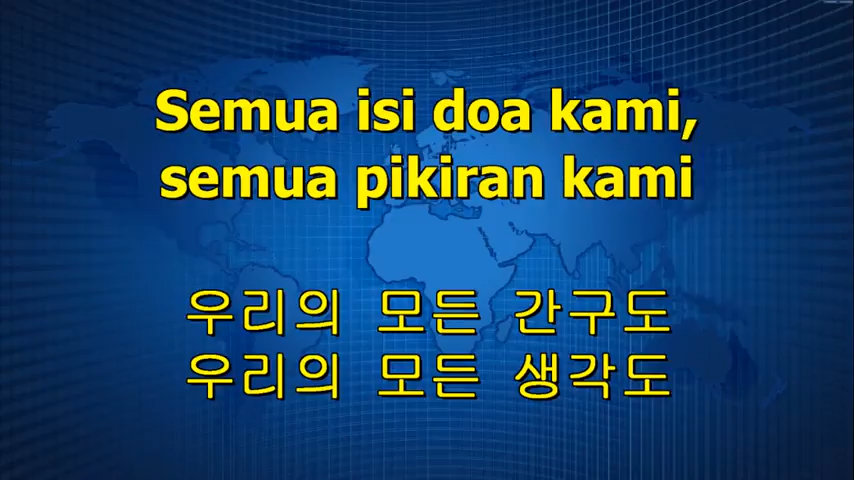 Semua isi doa kami,
semua pikiran kami
우리의 모든 간구도
우리의 모든 생각도